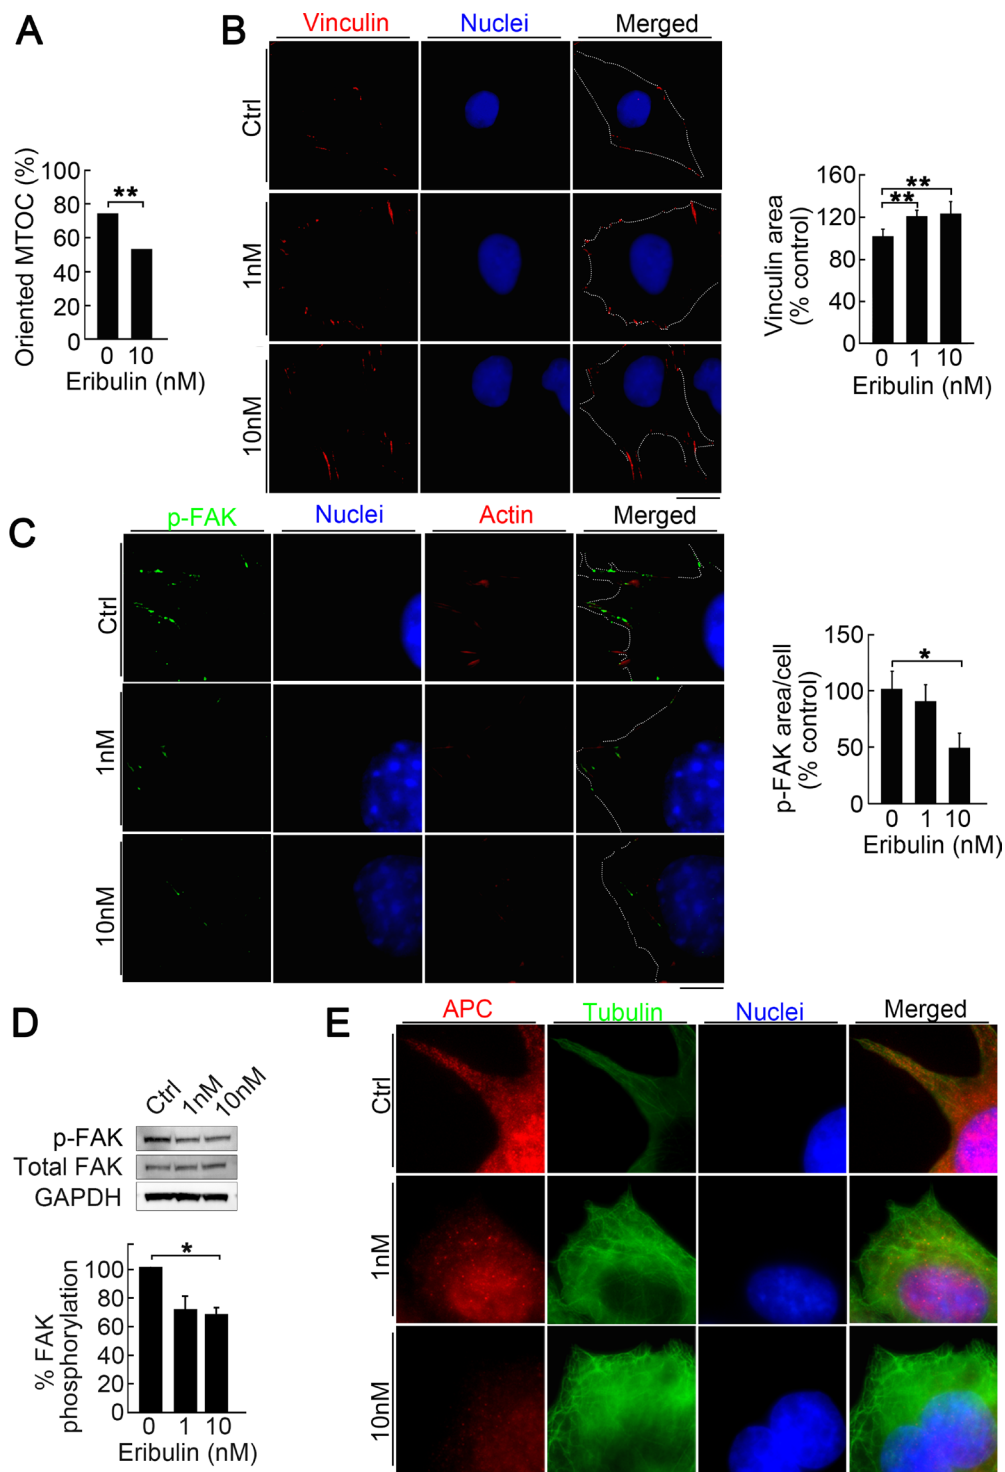 A
Oriented MTOC (%)
100
80
60
40
20
0
**
0 10
Eribulin (nM)
B
Vinculin Nuclei Merged
Ctrl
1nM
10nM
Vinculin area
(% control)
160
120
80
40
0
**
**
0 1 10
Eribulin (nM)
C
p-FAK Nuclei Actin Merged
Ctrl
1nM
10nM
p-FAK area/cell
(% control)
150
100
50
0
*
0 1 10
Eribulin (nM)
D
Ctrl 1nM 10nM
p-FAK
Total FAK
GAPDH
% FAK
phosphorylation
100
80
60
40
20
0
*
0 1 10
Eribulin (nM)
E
APC Tubulin Nuclei Merged
Ctrl
1nM
10nM